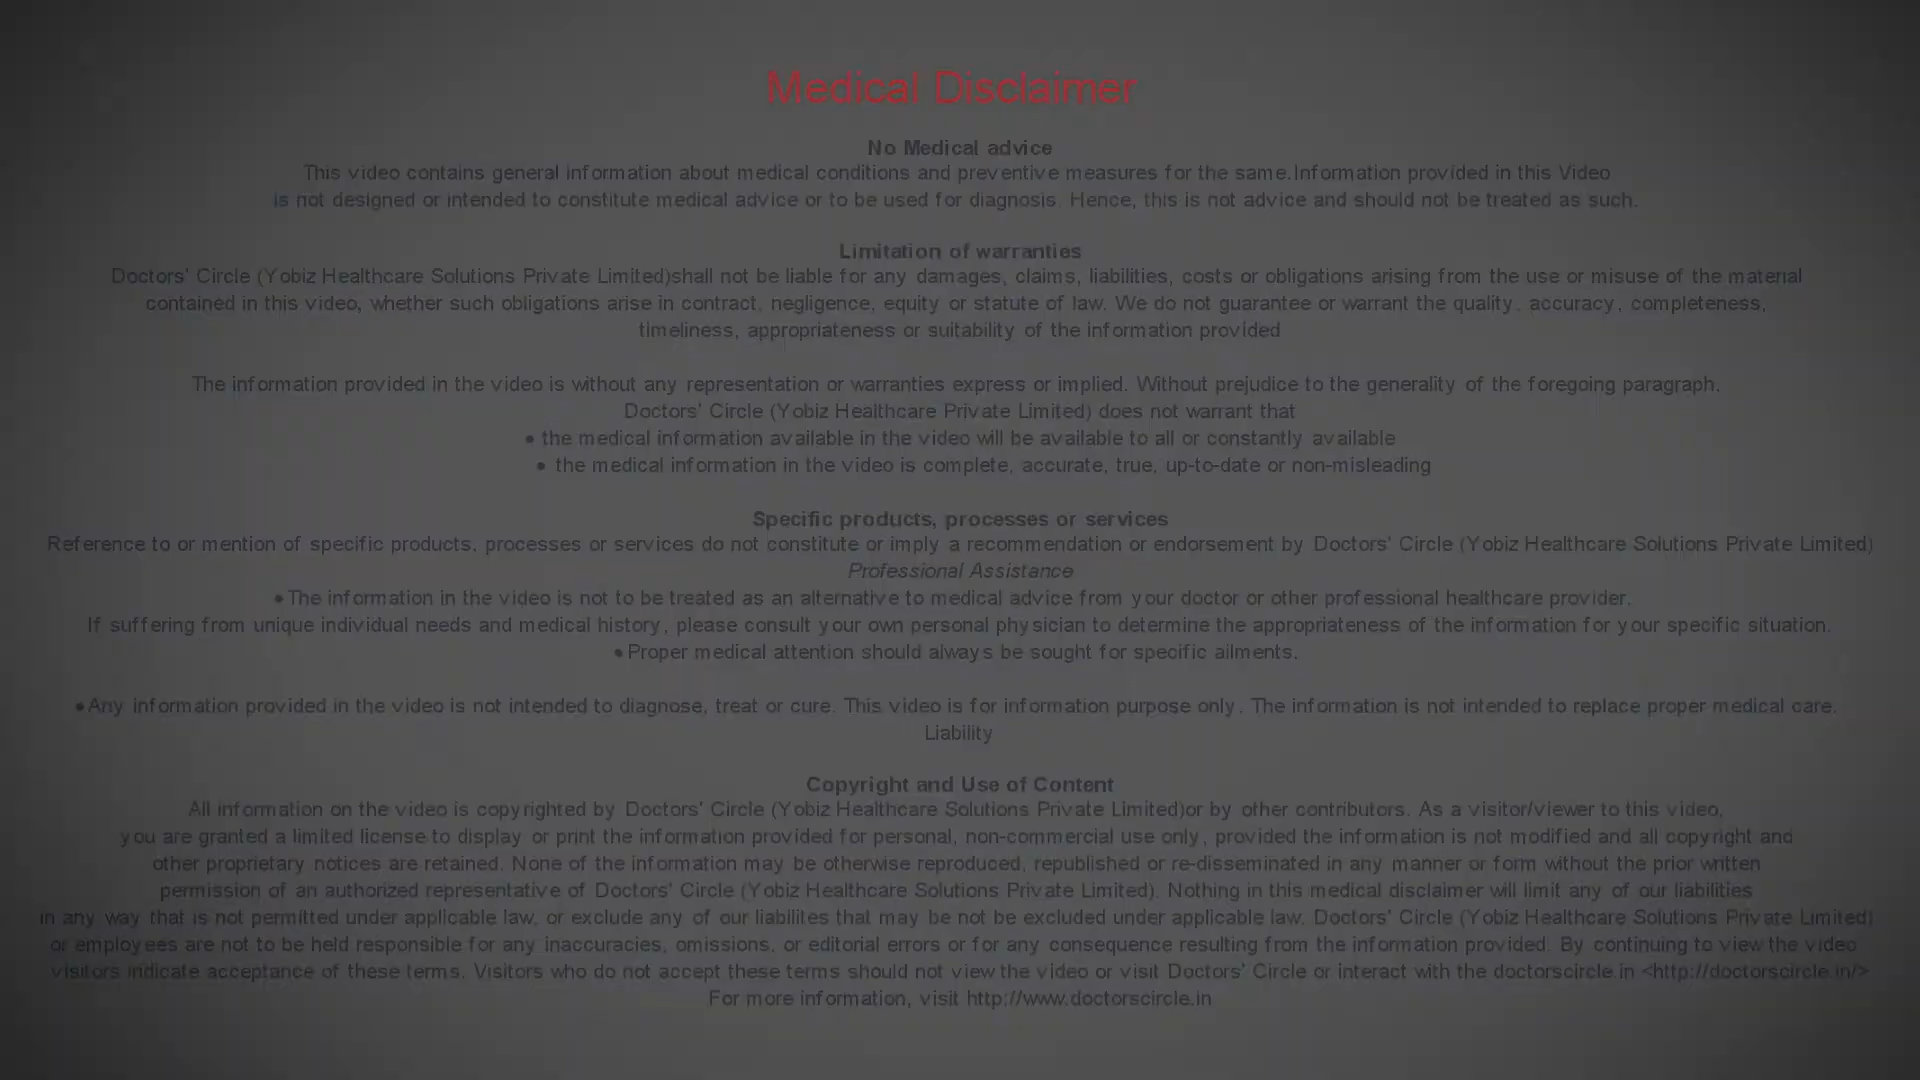 Medical Disclaimer
No Medical advice
This video contains general information about medical conditions and preventive measures for the same.Information provided in this Video
is not designed or intended to constitute medical advice or to be used for diagnosis. Hence, this is not advice and should not be treated as such.
Limitation of warranties
Doctors' Circle (Yobiz Healthcare Solutions Private Limited)shall not be liable for any damages, claims, liabilities, costs or obligations arising from the use or misuse of the material
contained in this video, whether such obligations arise in contract, negligence, equity or statute of law. We do not guarantee or warrant the quality, accuracy, completeness,
timeliness, appropriateness or suitability of the information provided
The information provided in the video is without any representation or warranties express or implied. Without prejudice to the generality of the foregoing paragraph.
Doctors' Circle (Yobiz Healthcare Private Limited) does not warrant that
• the medical information available in the video will be available to all or constantly available
• the medical information in the video is complete, accurate, true, up-to-date or non-misleading
Specific products, processes or services
Reference to or mention of specific products, processes or services do not constitute or imply a recommendation or endorsement by Doctors' Circle (Yobiz Healthcare Solutions Private Limited)
Professional Assistance
•The information in the video is not to be treated as an alternative to medical advice from your doctor or other professional healthcare provider.
If suffering from unique individual needs and medical history, please consult your own personal physician to determine the appropriateness of the information for your specific situation.
•Proper medical attention should always be sought for specific ailments.
•Any information provided in the video is not intended to diagnose, treat or cure. This video is for information purpose only. The information is not intended to replace proper medical care.
Liability
Copyright and Use of Content
All information on the video is copyrighted by Doctors' Circle (Yobiz Healthcare Solutions Private Limited)or by other contributors. As a visitor/viewer to this video,
you are granted a limited license to display or print the information provided for personal, non-commercial use only, provided the information is not modified and all copyright and
other proprietary notices are retained. None of the information may be otherwise reproduced, republished or re-disseminated in any manner or form without the prior written
permission of an authorized representative of Doctors' Circle (Yobiz Healthcare Solutions Private Limited). Nothing in this medical disclaimer will limit any of our liabilities
in any way that is not permitted under applicable law, or exclude any of our liabilites that may be not be excluded under applicable law. Doctors' Circle (Yobiz Healthcare Solutions Private Limited)
or employees are not to be held responsible for any inaccuracies, omissions, or editorial errors or for any consequence resulting from the information provided. By continuing to view the video
visitors indicate acceptance of these terms. Visitors who do not accept these terms should not view the video or visit Doctors' Circle or interact with the doctorscircle.in <http://doctorscircle.in/>
For more information, visit http://www.doctorscircle.in